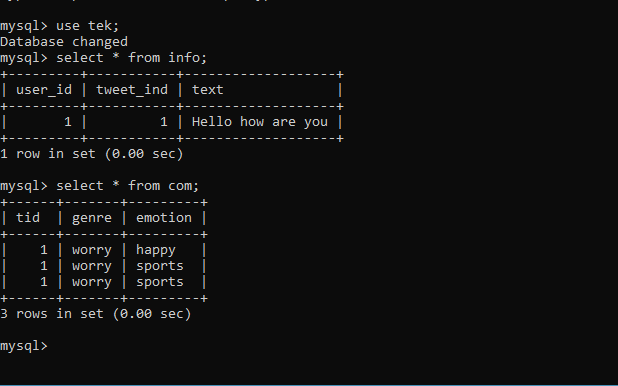 mysql> use tek;
Database changed
mysql> select * from info;
+---------+-----------+-------------------+
| user_id | tweet_ind | text              |
+---------+-----------+-------------------+
|       1 |         1 | Hello how are you |
+---------+-----------+-------------------+
1 row in set (0.00 sec)
mysql> select * from com;
+------+-------+---------+
| tid  | genre | emotion |
+------+-------+---------+
|    1 | worry | happy   |
|    1 | worry | sports  |
|    1 | worry | sports  |
+------+-------+---------+
3 rows in set (0.00 sec)
mysql>